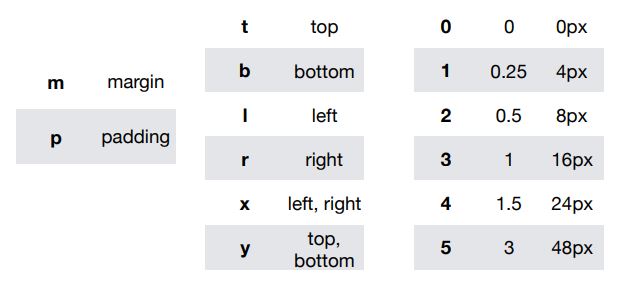 m margin
p padding
t top
b bottom
l left
r right
x left, right
y top,
bottom
0 0 0px
1 0.25 4px
2 0.5 8px
3 1 16px
4 1.5 24px
5 3 48px